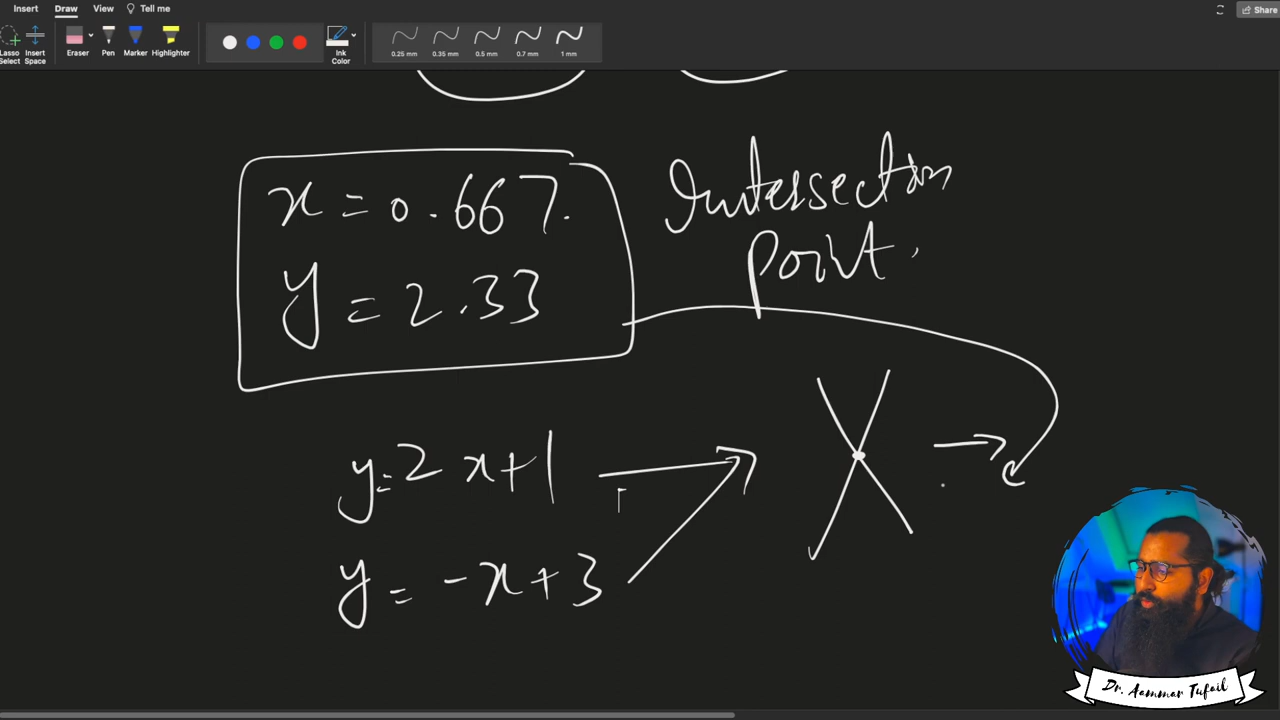 Insert Draw View Tell me Share
Lasso Select Insert Space Eraser Pen Marker Highlighter Ink Color 0.25 mm 0.35 mm 0.5 mm 0.7 mm 1 mm
x = 0.667.
y = 2.33
Intersection
point.
y = 2x+1
y = -x+3
Dr. Aammar Tufail